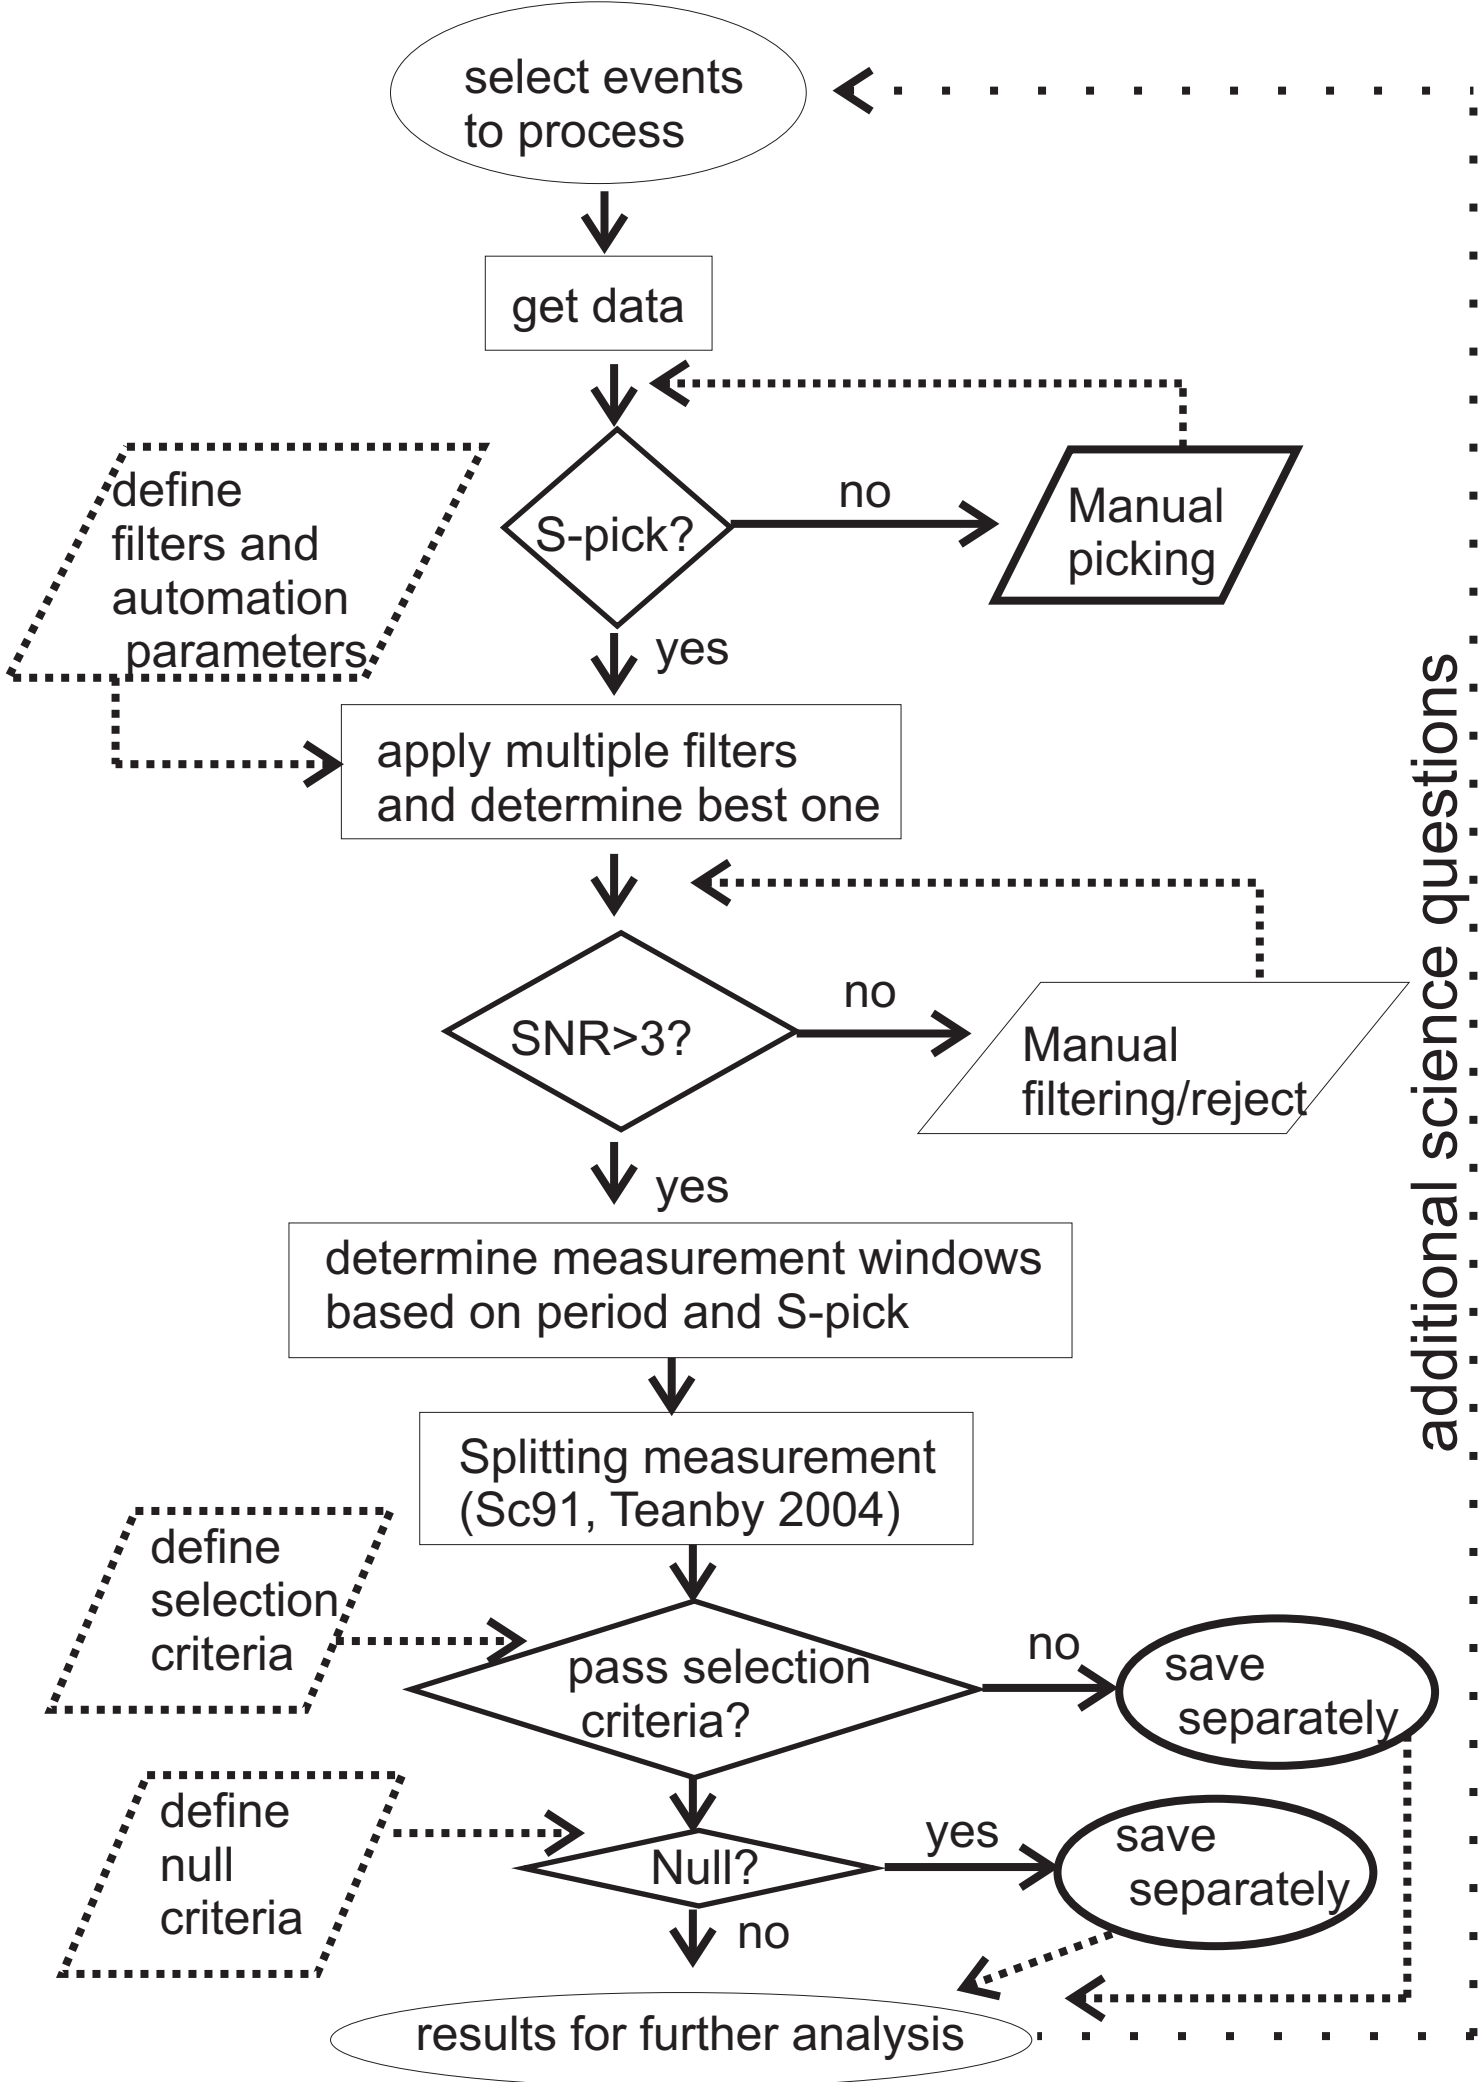 select events
to process
get data
define
filters and
automation
parameters
S-pick?
no
Manual
picking
yes
apply multiple filters
and determine best one
SNR>3?
no
Manual
filtering/reject
yes
additional science questions
determine measurement windows
based on period and S-pick
Splitting measurement
(Sc91, Teanby 2004)
define
selection
criteria
pass selection
criteria?
no
save
separately
define
null
criteria
Null?
yes
save
separately
no
results for further analysis